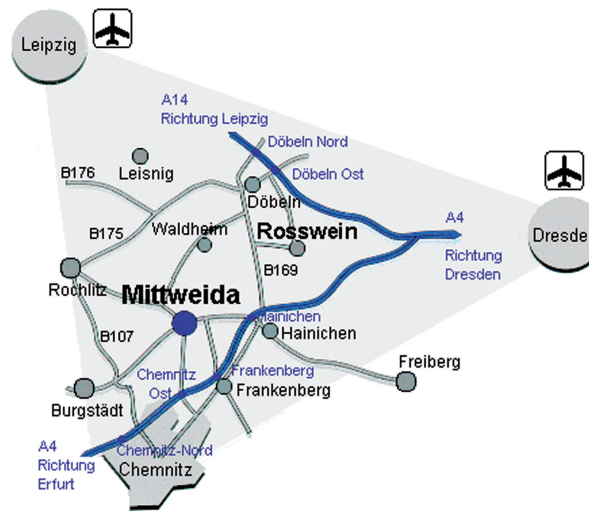 Leipzig
A14
Richtung Leipzig
Döbeln Nord
Leisnig
Döbeln Ost
B176
Döbeln
A4
Waldheim
Rosswein
B175
Dresde
Richtung
Dresden
B169
Rochlitz
Mittweida
Hainichen
Hainichen
B107
Freiberg
Chemnitz
Ost
Frankenberg
Frankenberg
Burgstädt
A4
Richtung
Erfurt
Chemnitz-Nord
Chemnitz